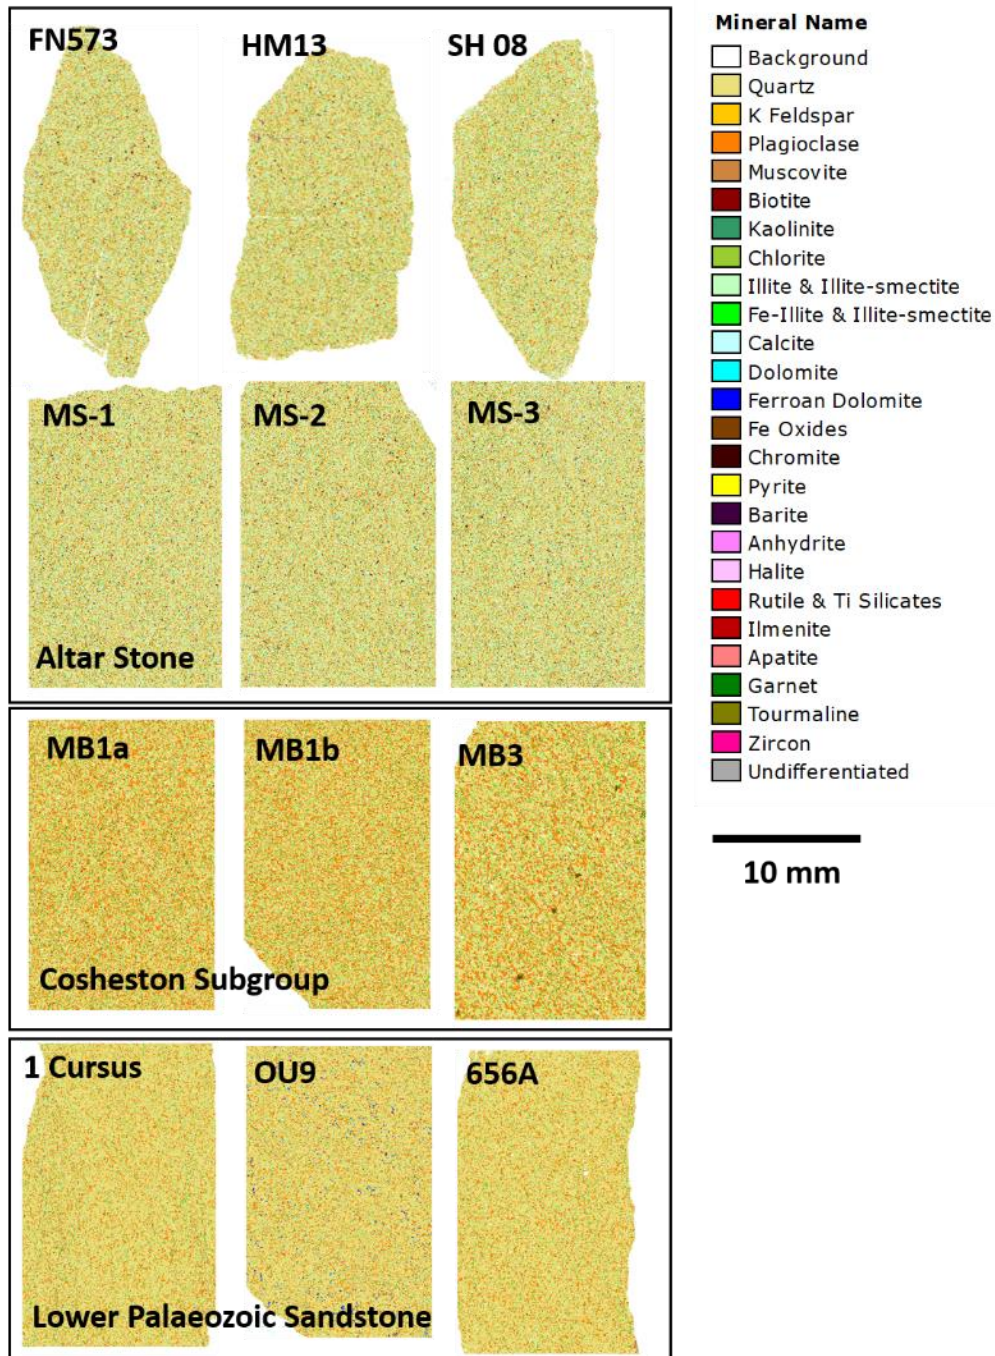 FN573
HM13
SH 08
MS-1
MS-2
MS-3
Altar Stone
MB1a
MB1b
MB3
Cosheston Subgroup
1 Cursus
OU9
656A
Lower Palaeozoic Sandstone
Mineral Name
Background
Quartz
K Feldspar
Plagioclase
Muscovite
Biotite
Kaolinite
Chlorite
Illite & Illite-smectite
Fe-Illite & Illite-smectite
Calcite
Dolomite
Ferroan Dolomite
Fe Oxides
Chromite
Pyrite
Barite
Anhydrite
Halite
Rutile & Ti Silicates
Ilmenite
Apatite
Garnet
Tourmaline
Zircon
Undifferentiated
10 mm